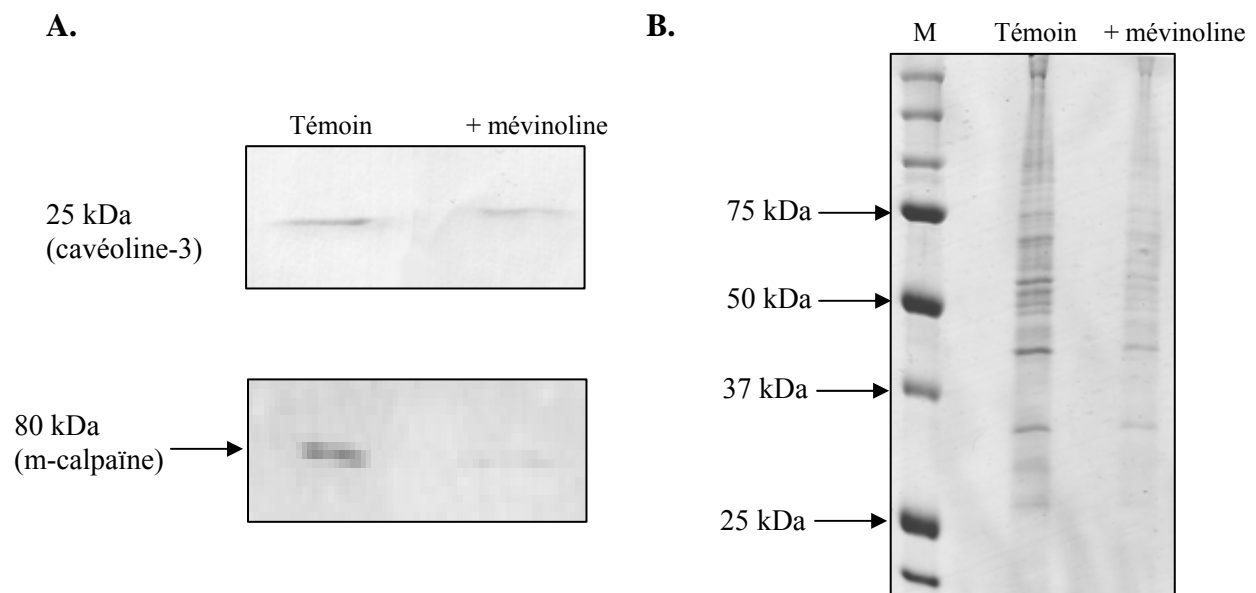 A.
Témoin + mévinoline
25 kDa
(cavéoline-3)
80 kDa
(m-calpaïne)
B.
M Témoin + mévinoline
75 kDa
50 kDa
37 kDa
25 kDa